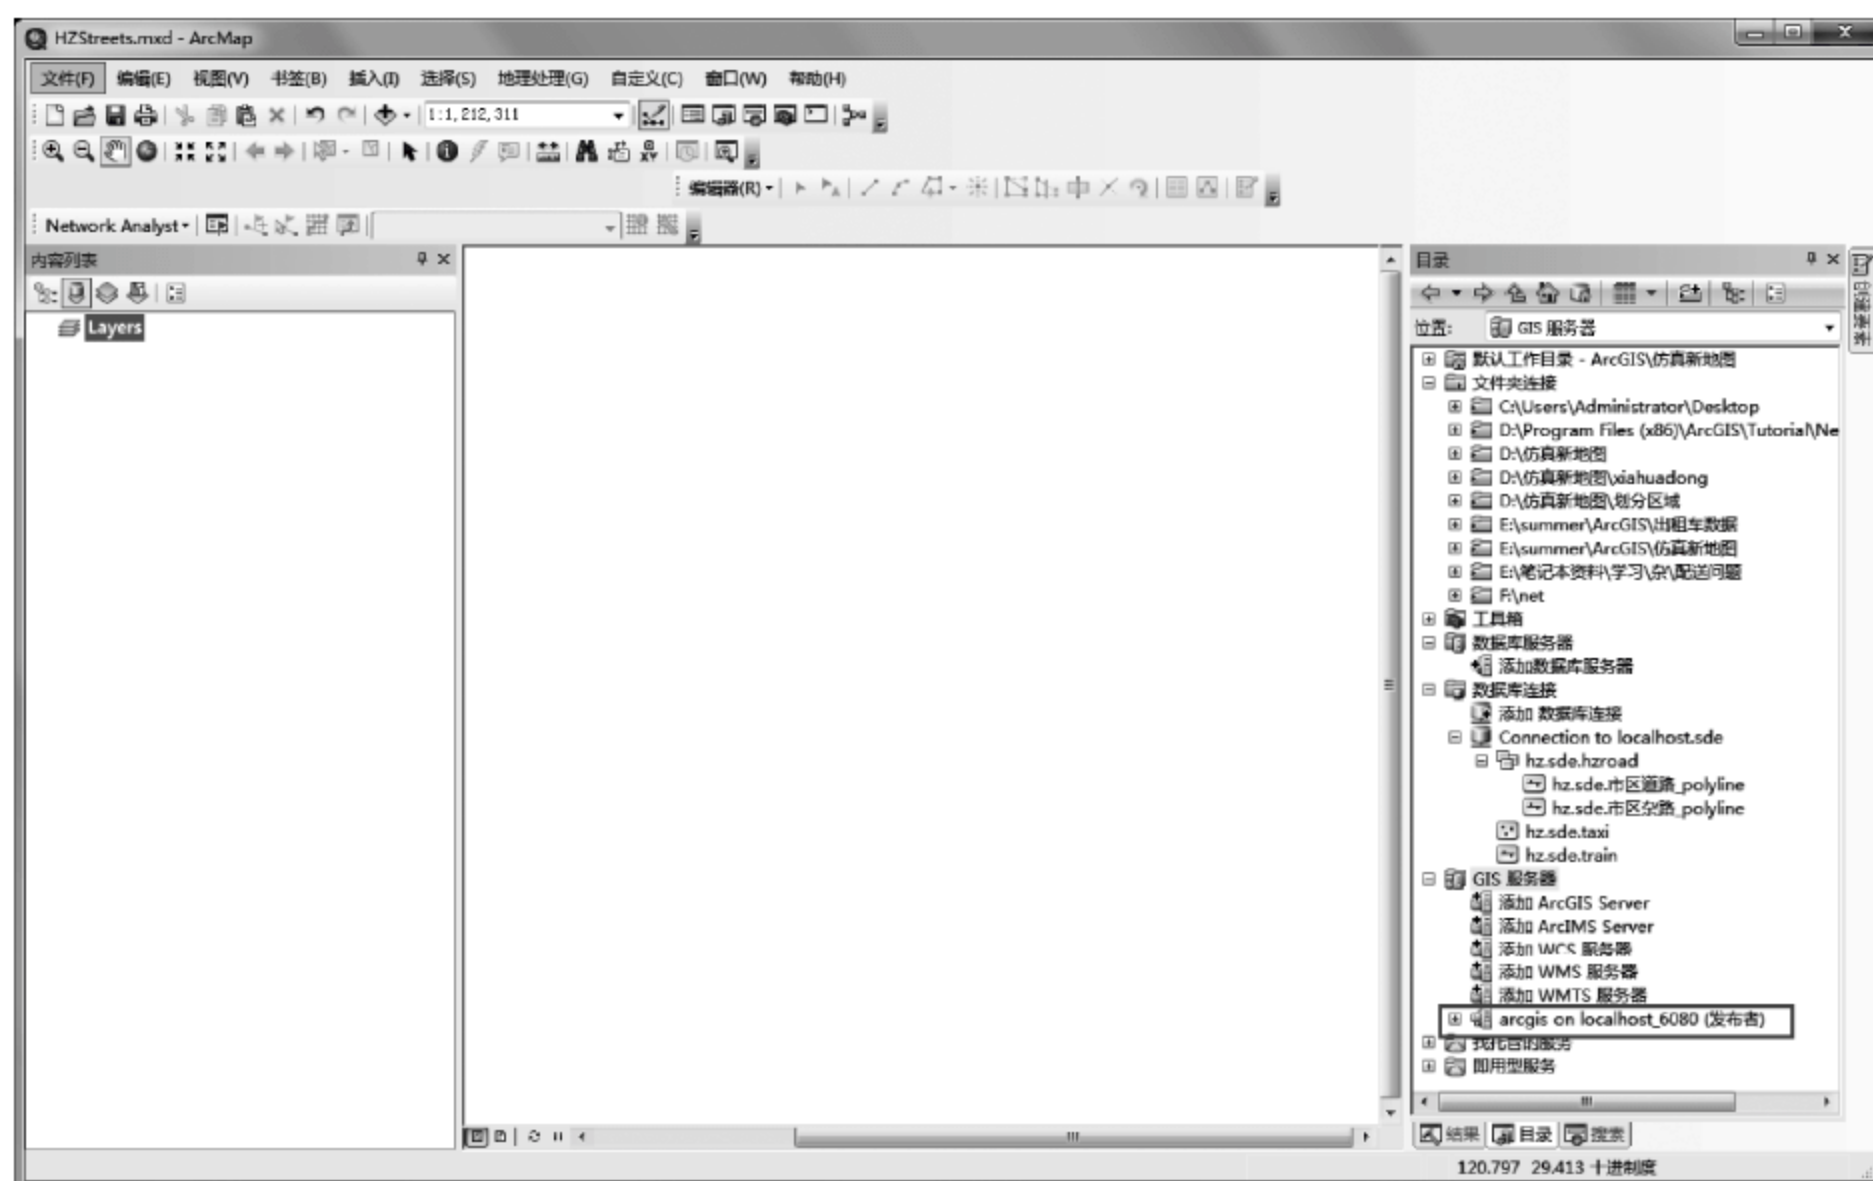 HZStreets.mxd - ArcMap
文件(F) 编辑(E) 视图(V) 书签(B) 插入(I) 选择(S) 地理处理(G) 自定义(C) 窗口(W) 帮助(H)
1:1,212,311
编辑器(R)
Network Analyst
内容列表
Layers
目录
位置: GIS 服务器
默认工作目录 - ArcGIS\仿真新地图
文件夹连接
C:\Users\Administrator\Desktop
D:\Program Files (x86)\ArcGIS\Tutorial\Ne
D:\仿真新地图
D:\仿真新地图\xiahuadong
D:\仿真新地图\划分区域
E:\summer\ArcGIS\出租车数据
E:\summer\ArcGIS\仿真新地图
E:\笔记本资料\学习\杂\配送问题
F:\net
工具箱
数据库服务器
添加数据库服务器
数据库连接
添加 数据库连接
Connection to localhost.sde
hz.sde.hzroad
hz.sde.市区道路_polyline
hz.sde.市区杂路_polyline
hz.sde.taxi
hz.sde.train
GIS 服务器
添加 ArcGIS Server
添加 ArcIMS Server
添加 WCS 服务器
添加 WMS 服务器
添加 WMTS 服务器
arcgis on localhost_6080 (发布者)
我托管的服务
即用型服务
结果 目录 搜索
120.797 29.413 十进制度